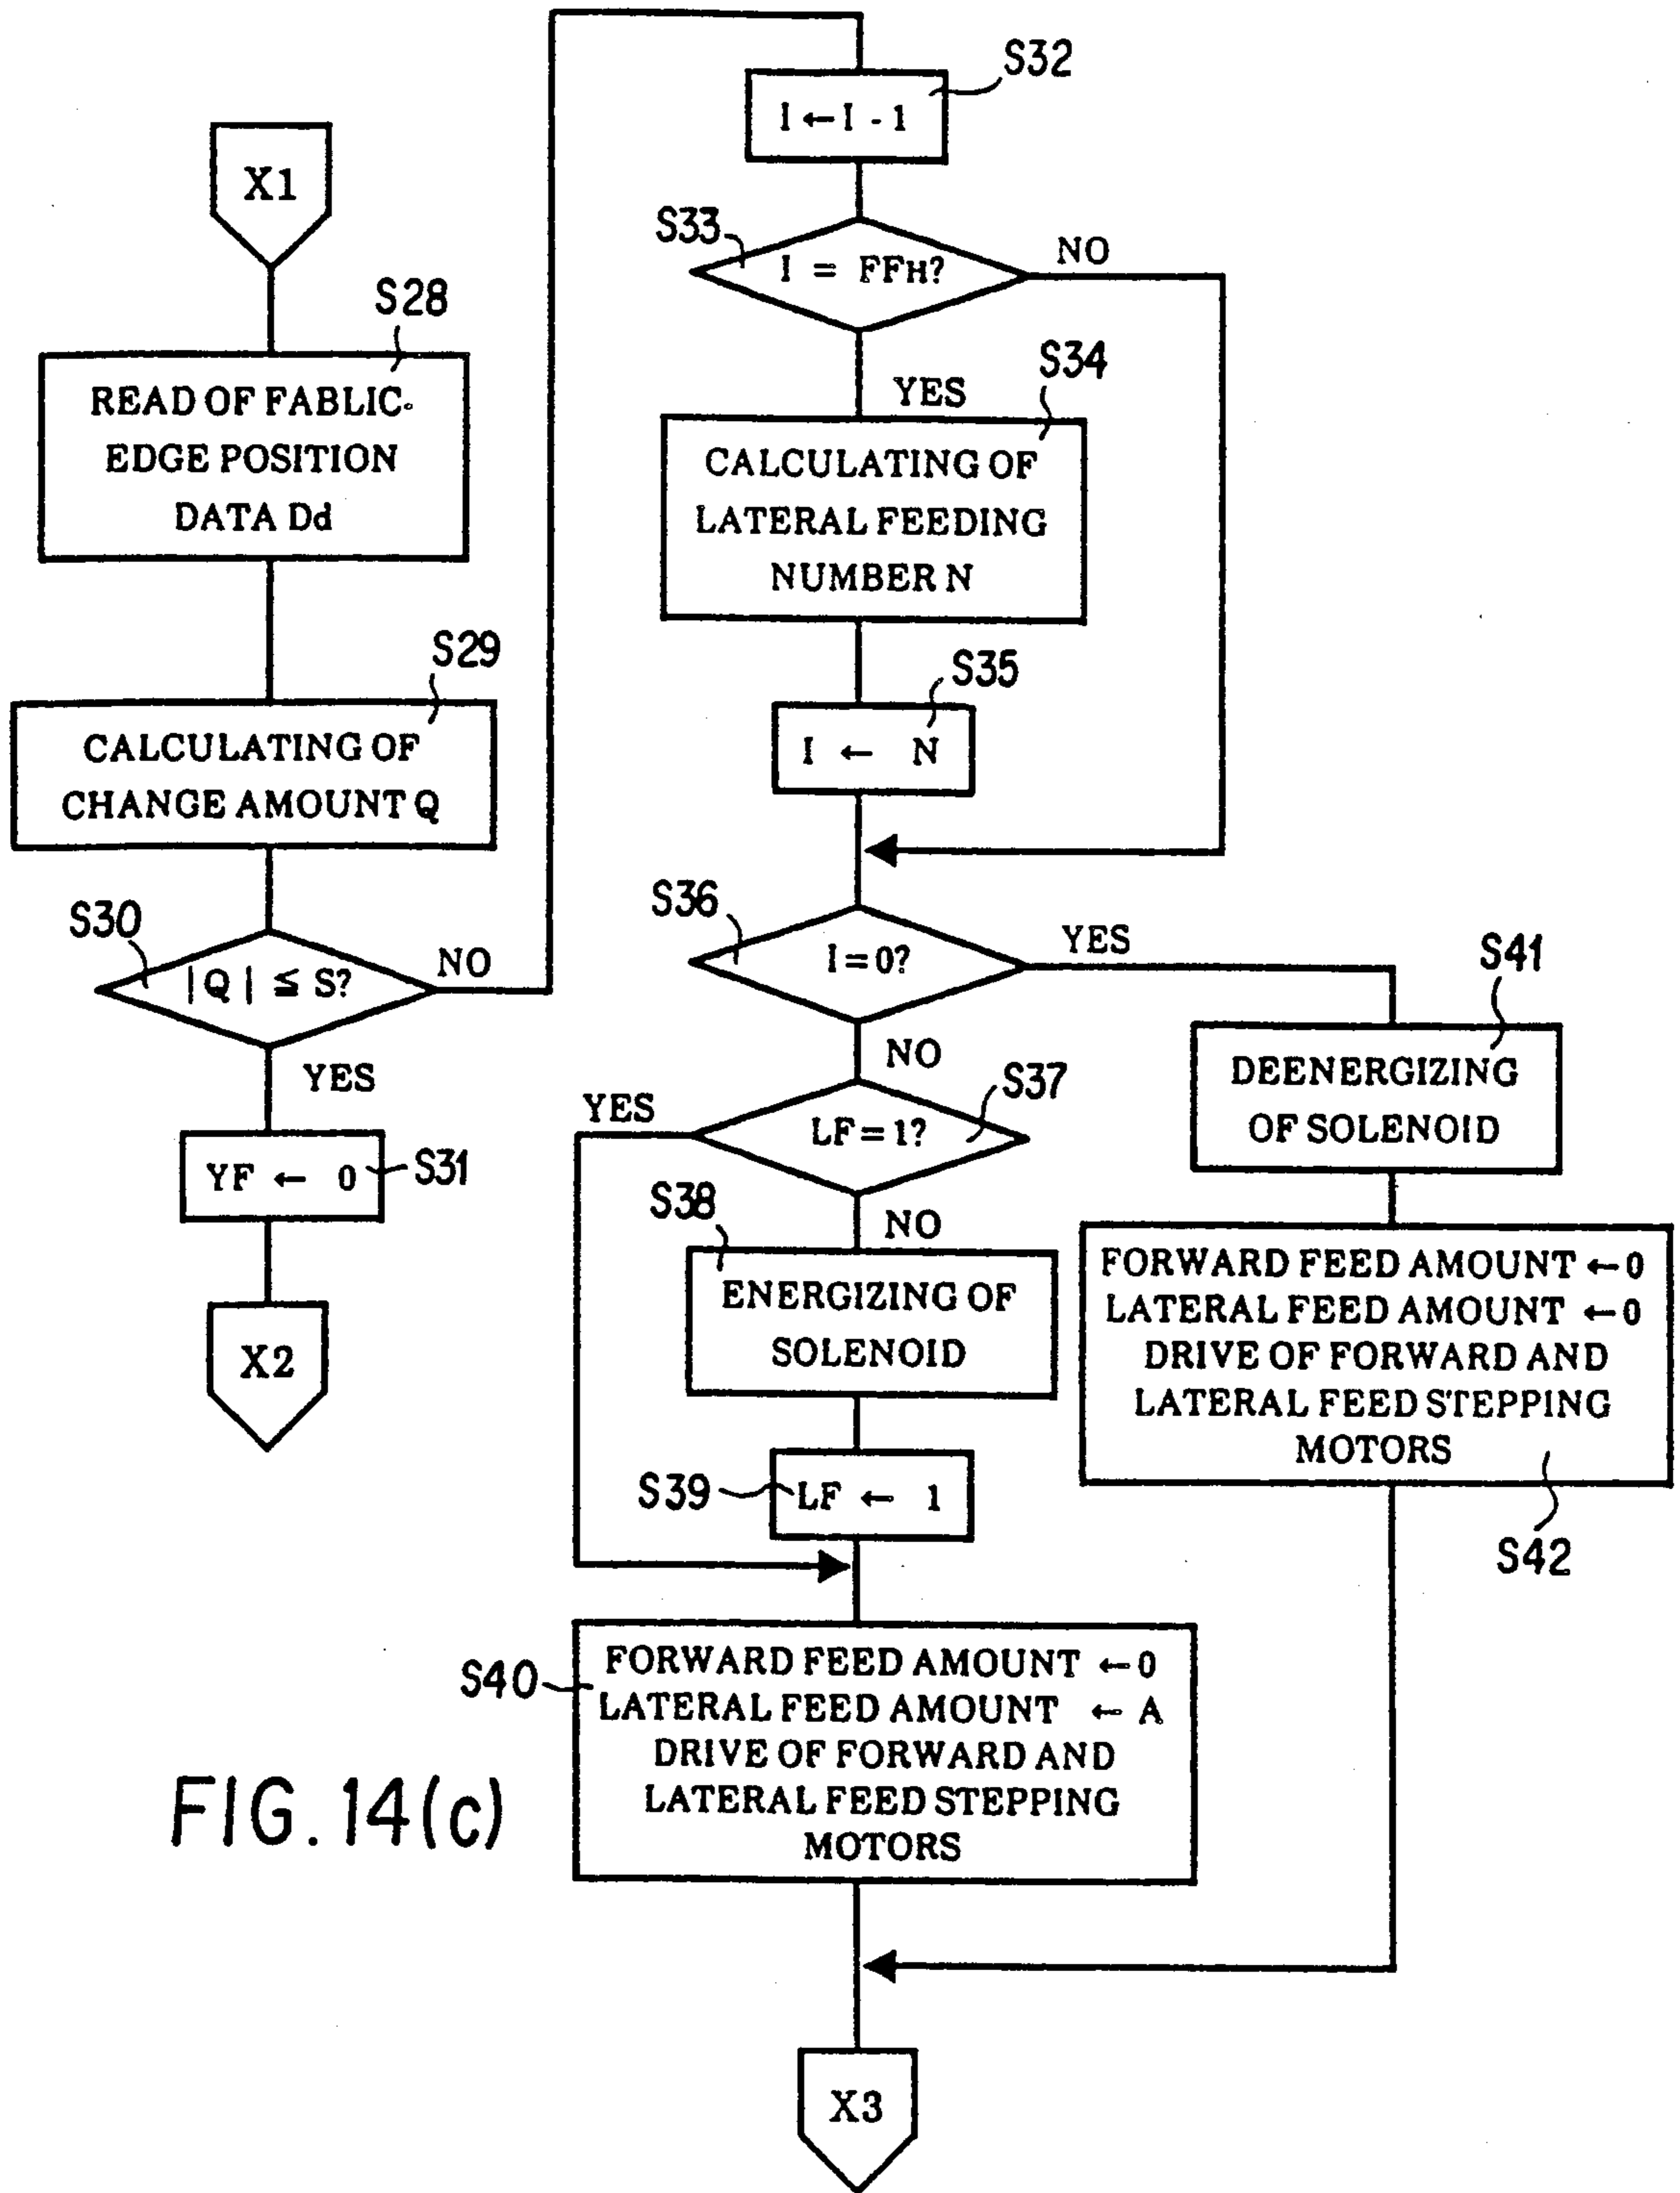 X1
S28
READ OF FABLIC-
EDGE POSITION
DATA Dd
S29
CALCULATING OF
CHANGE AMOUNT Q
S30
|Q| ≦ S?
NO
YES
YF ← 0
S31
X2
S32
I ← I - 1
S33
I = FFH?
NO
YES
S34
CALCULATING OF
LATERAL FEEDING
NUMBER N
S35
I ← N
S36
I = 0?
YES
NO
S37
LF = 1?
YES
NO
S38
ENERGIZING OF
SOLENOID
S39
LF ← 1
S40
FORWARD FEED AMOUNT ← 0
LATERAL FEED AMOUNT ← A
DRIVE OF FORWARD AND
LATERAL FEED STEPPING
MOTORS
S41
DEENERGIZING
OF SOLENOID
FORWARD FEED AMOUNT ← 0
LATERAL FEED AMOUNT ← 0
DRIVE OF FORWARD AND
LATERAL FEED STEPPING
MOTORS
S42
X3
FIG. 14(c)